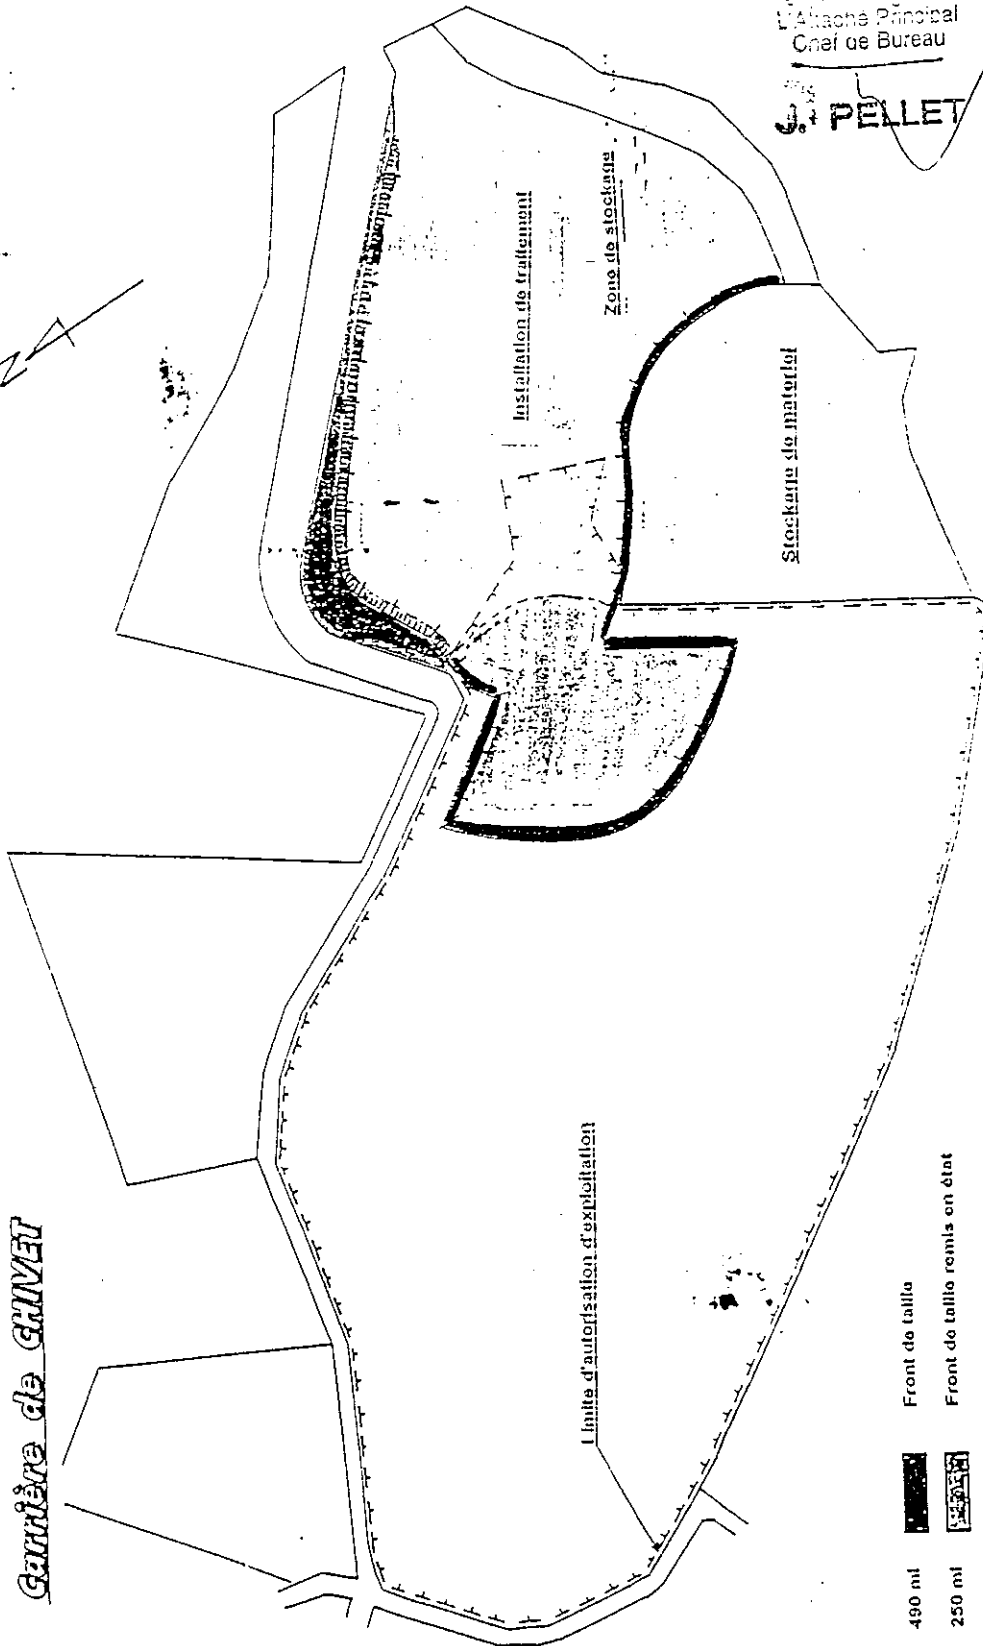 L'Attaché Principal
Chef de Bureau
J. PELLET
N
Carrière de CHIVET
Installation de traitement
Zone de stockage
Stockage de matériel
Limite d'autorisation d'exploitation
490 ml Front de taille
250 ml Front de taille remis en état